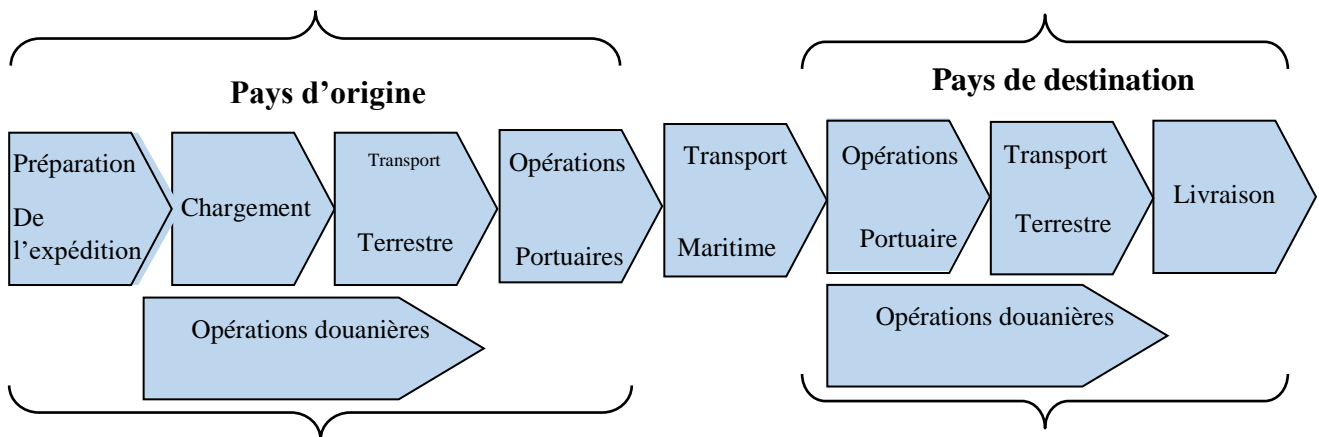 Pays d’origine
Pays de destination
Préparation
De
l’expédition
Chargement
Transport
Terrestre
Opérations
Portuaires
Transport
Maritime
Opérations
Portuaire
Transport
Terrestre
Livraison
Opérations douanières
Opérations douanières